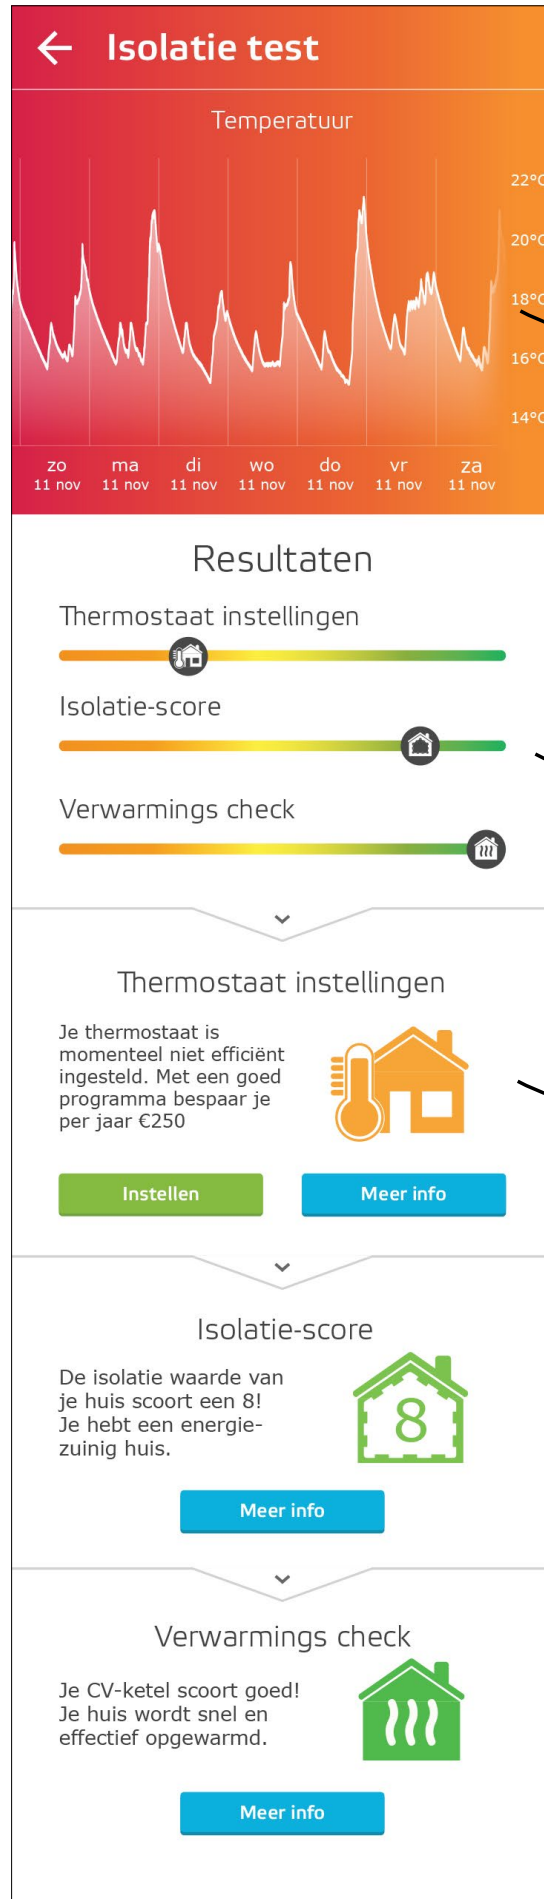 Isolatie test
Temperatuur
22°C
20°C
18°C
16°C
14°C
zo ma di wo do vr za
11 nov 11 nov 11 nov 11 nov 11 nov 11 nov 11 nov
Resultaten
Thermostaat instellingen
Isolatie-score
Verwarmings check
Thermostaat instellingen
Je thermostaat is
momenteel niet efficiënt
ingesteld. Met een goed
programma bespaar je
per jaar €250
Instellen Meer info
Isolatie-score
De isolatie waarde van
je huis scoort een 8!
Je hebt een energie-
zuinig huis.
8
Meer info
Verwarmings check
Je CV-ketel scoort goed!
Je huis wordt snel en
effectief opgewarmd.
Meer info